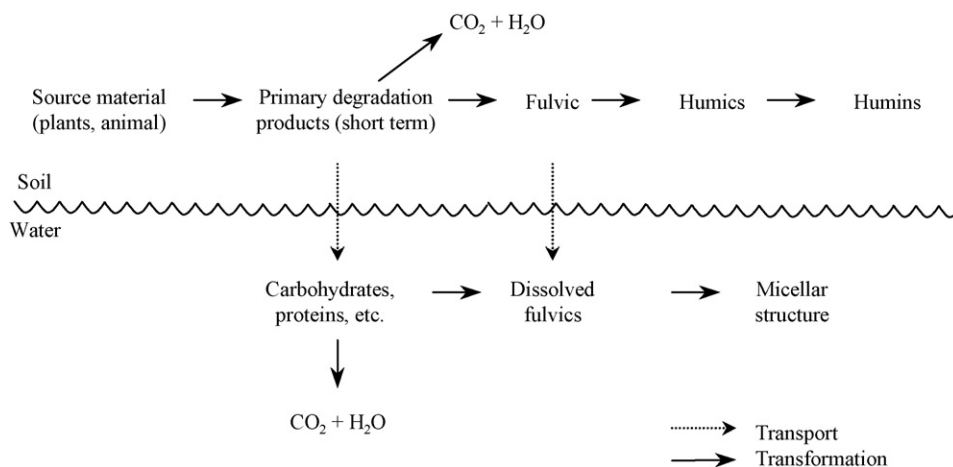 CO₂ + H₂O
Source material
(plants, animal)
Primary degradation
products (short term)
Fulvic
Humics
Humins
Soil
Water
Carbohydrates,
proteins, etc.
Dissolved
fulvics
Micellar
structure
CO₂ + H₂O
Transport
Transformation